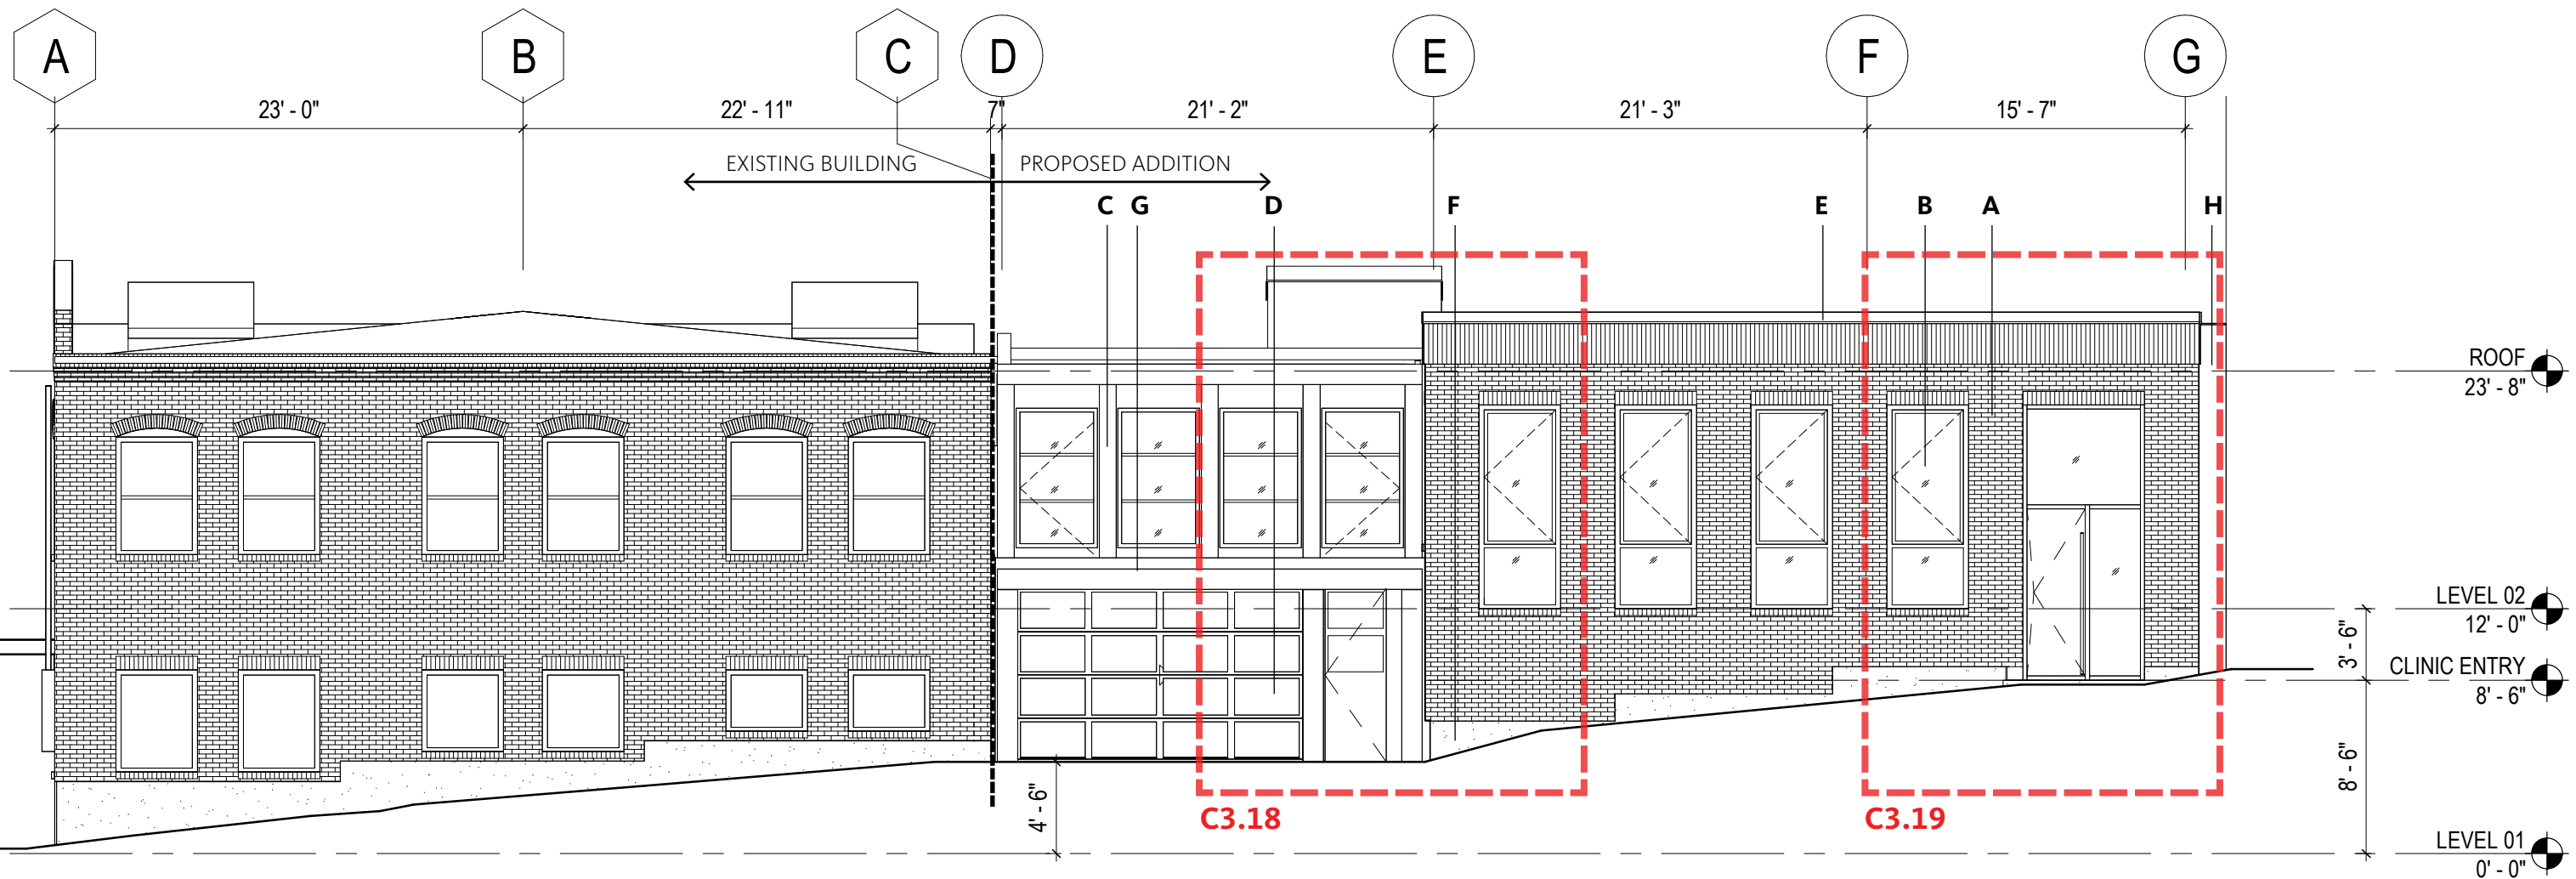 A B C D E F G
23' - 0" 22' - 11" 7" 21' - 2" 21' - 3" 15' - 7"
EXISTING BUILDING PROPOSED ADDITION
C G D F E B A H
ROOF
23' - 8"
LEVEL 02
12' - 0"
3' - 6"
CLINIC ENTRY
8' - 6"
8' - 6"
4' - 6"
C3.18 C3.19
LEVEL 01
0' - 0"